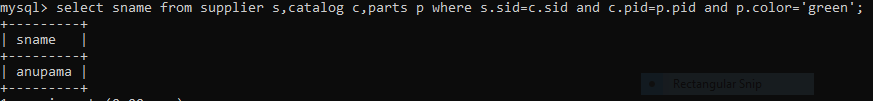 mysql> select sname from supplier s,catalog c,parts p where s.sid=c.sid and c.pid=p.pid and p.color='green';
+---------+
| sname   |
+---------+
| anupama |
+---------+
Rectangular Snip